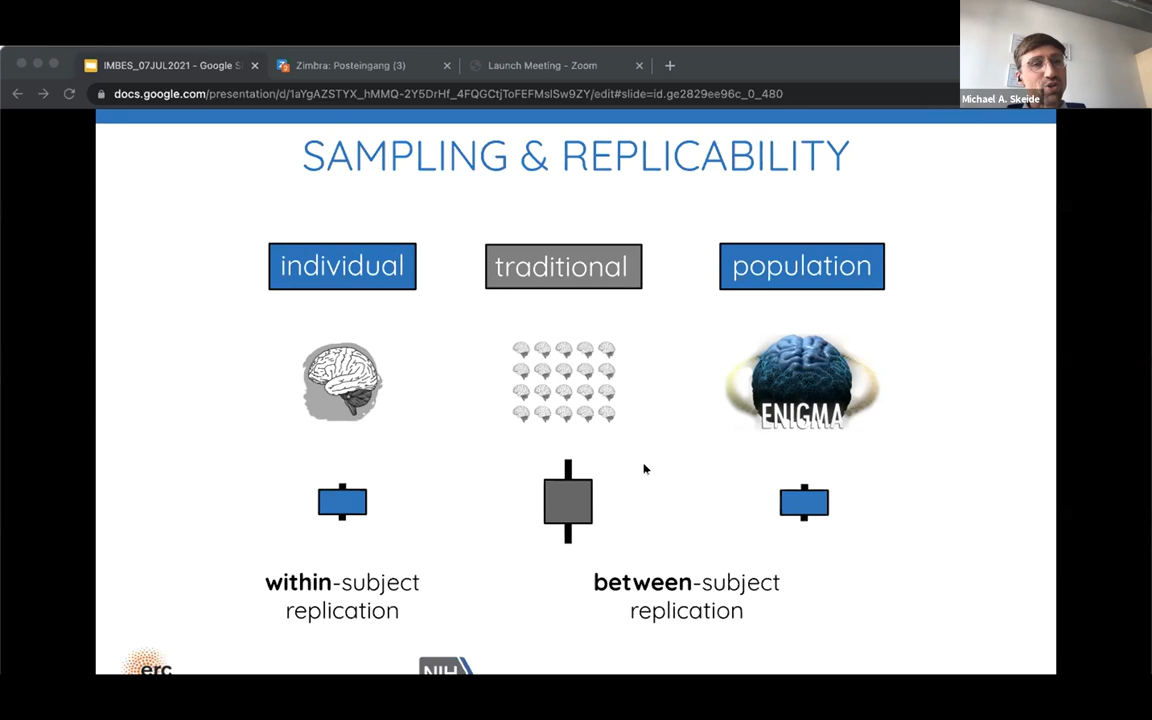 IMBES_07JUL2021 - Google S
Zimbra: Posteingang (3)
Launch Meeting - Zoom
docs.google.com/presentation/d/1aYgAZSTYX_hMMQ-2Y5DrHf_4FQGCtjToFEFMslSw9ZY/edit#slide=id.ge2829ee96c_0_480
Michael A. Skeide
SAMPLING & REPLICABILITY
individual
traditional
population
ENIGMA
within-subject
replication
between-subject
replication
erc
NIH